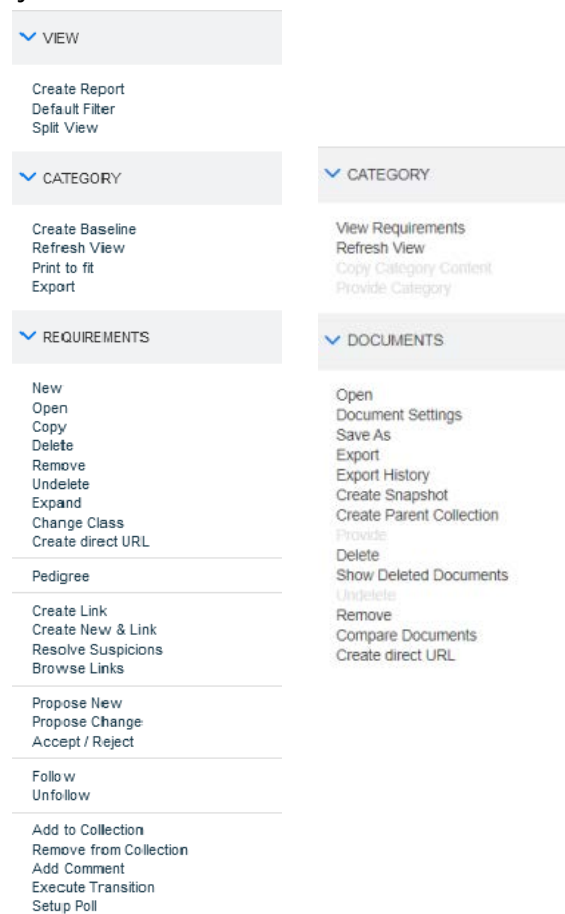 VIEW
Create Report
Default Filter
Split View
CATEGORY
Create Baseline
Refresh View
Print to fit
Export
REQUIREMENTS
New
Open
Copy
Delete
Remove
Undelete
Expand
Change Class
Create direct URL
Pedigree
Create Link
Create New & Link
Resolve Suspicions
Browse Links
Propose New
Propose Change
Accept / Reject
Follow
Unfollow
Add to Collection
Remove from Collection
Add Comment
Execute Transition
Setup Poll
CATEGORY
View Requirements
Refresh View
Copy Category Content
Provide Category
DOCUMENTS
Open
Document Settings
Save As
Export
Export History
Create Snapshot
Create Parent Collection
Provide
Delete
Show Deleted Documents
Undelete
Remove
Compare Documents
Create direct URL